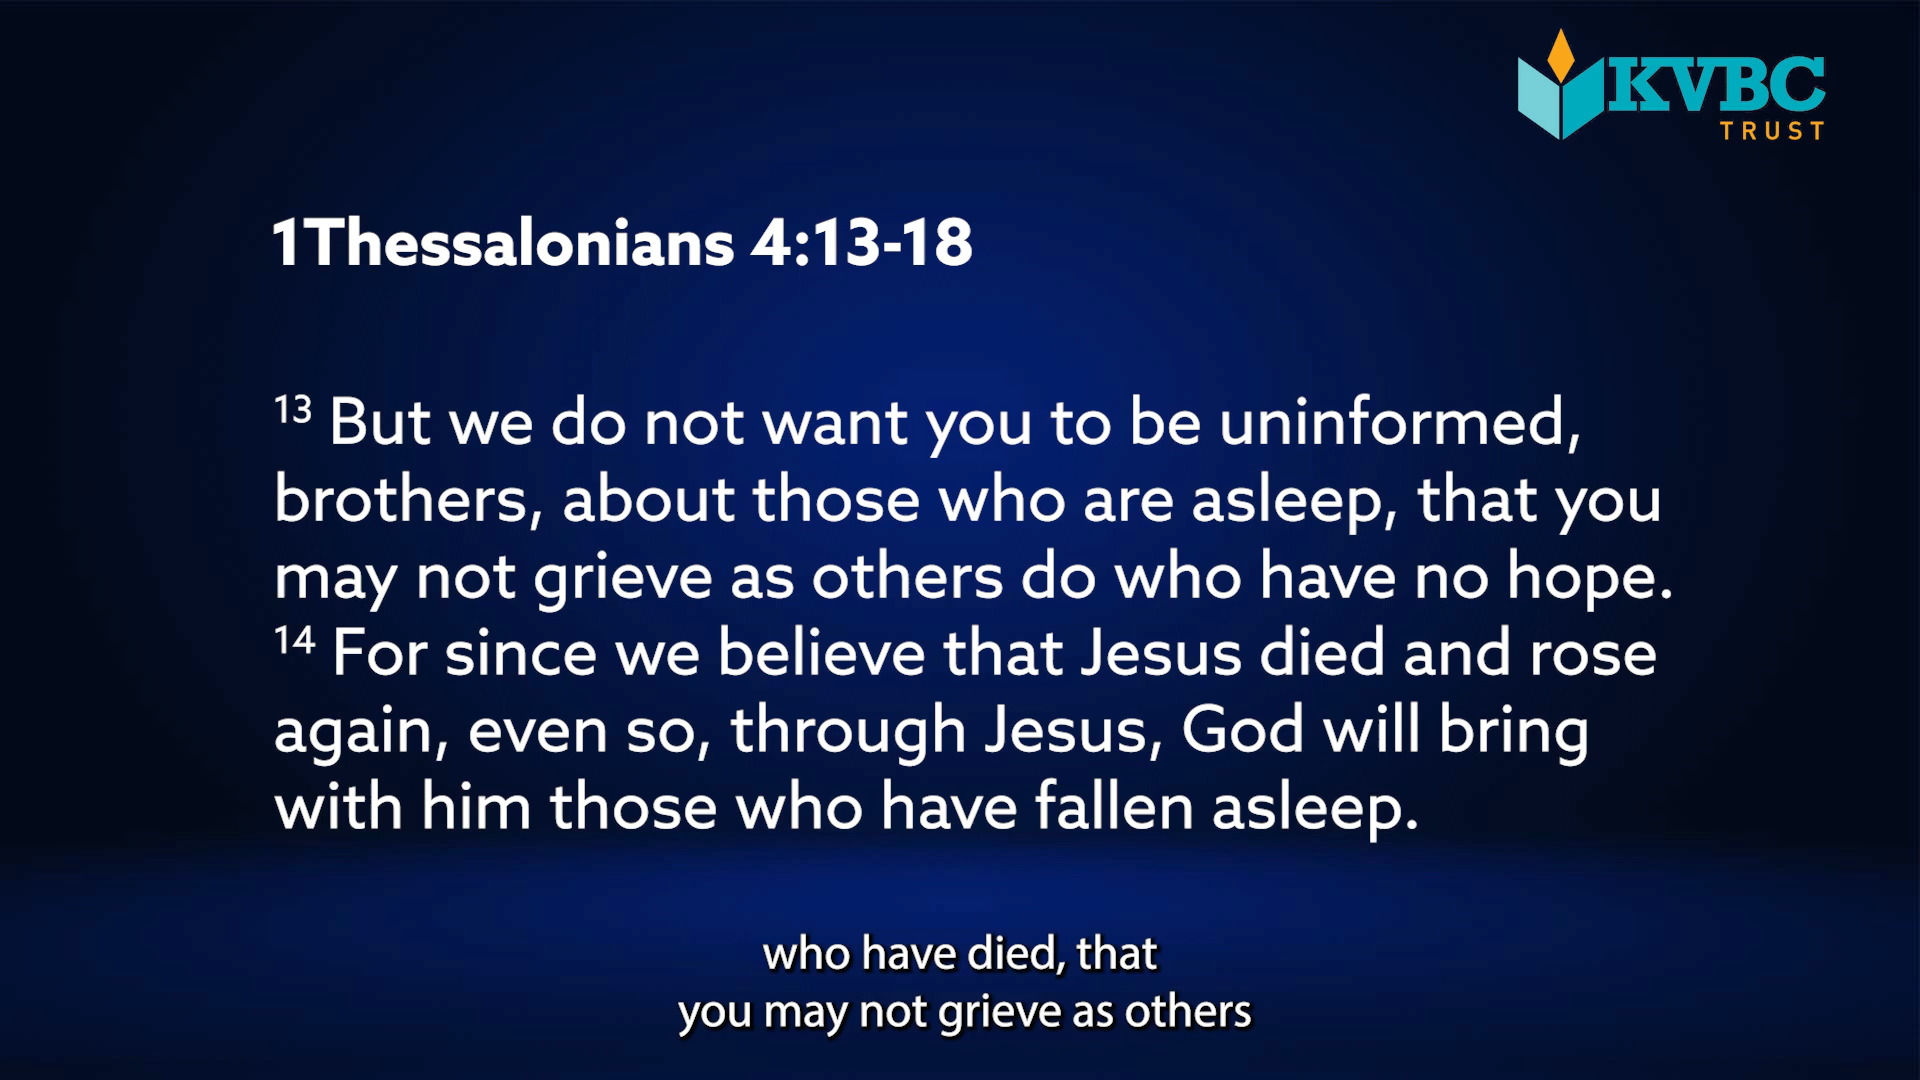 KVBC
TRUST
1Thessalonians 4:13-18
13 But we do not want you to be uninformed,
brothers, about those who are asleep, that you
may not grieve as others do who have no hope.
14 For since we believe that Jesus died and rose
again, even so, through Jesus, God will bring
with him those who have fallen asleep.
who have died, that
you may not grieve as others